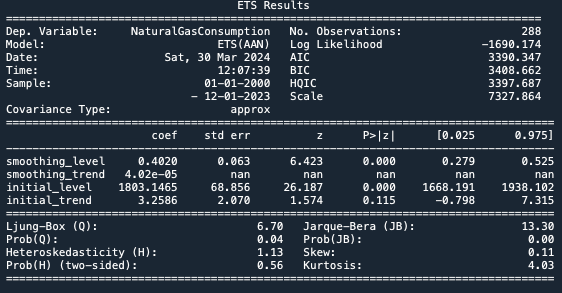 ETS Results
==============================================================================
Dep. Variable: NaturalGasConsumption No. Observations: 288
Model: ETS(AAN) Log Likelihood -1690.174
Date: Sat, 30 Mar 2024 AIC 3390.347
Time: 12:07:39 BIC 3408.662
Sample: 01-01-2000 HQIC 3397.687
- 12-01-2023 Scale 7327.864
Covariance Type: approx
==============================================================================
coef std err z P>|z| [0.025 0.975]
------------------------------------------------------------------------------
smoothing_level 0.4020 0.063 6.423 0.000 0.279 0.525
smoothing_trend 4.02e-05 nan nan nan nan nan
initial_level 1803.1465 68.856 26.187 0.000 1668.191 1938.102
initial_trend 3.2586 2.070 1.574 0.115 -0.798 7.315
==============================================================================
Ljung-Box (Q): 6.70 Jarque-Bera (JB): 13.30
Prob(Q): 0.04 Prob(JB): 0.00
Heteroskedasticity (H): 1.13 Skew: 0.11
Prob(H) (two-sided): 0.56 Kurtosis: 4.03
==============================================================================